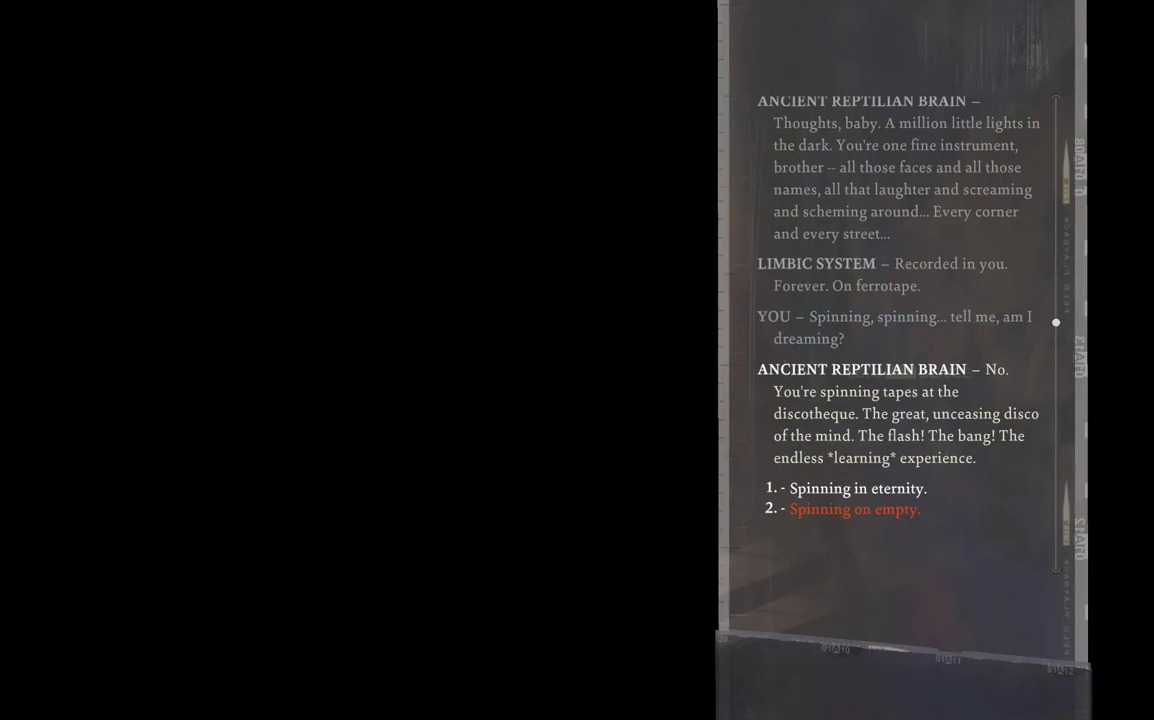 ANCIENT REPTILIAN BRAIN –
Thoughts, baby. A million little lights in
the dark. You're one fine instrument,
brother -- all those faces and all those
names, all that laughter and screaming
and scheming around... Every corner
and every street...
LIMBIC SYSTEM – Recorded in you.
Forever. On ferrotape.
YOU – Spinning, spinning... tell me, am I
dreaming?
ANCIENT REPTILIAN BRAIN – No.
You're spinning tapes at the
discotheque. The great, unceasing disco
of the mind. The flash! The bang! The
endless *learning* experience.
1. - Spinning in eternity.
2. - Spinning on empty.